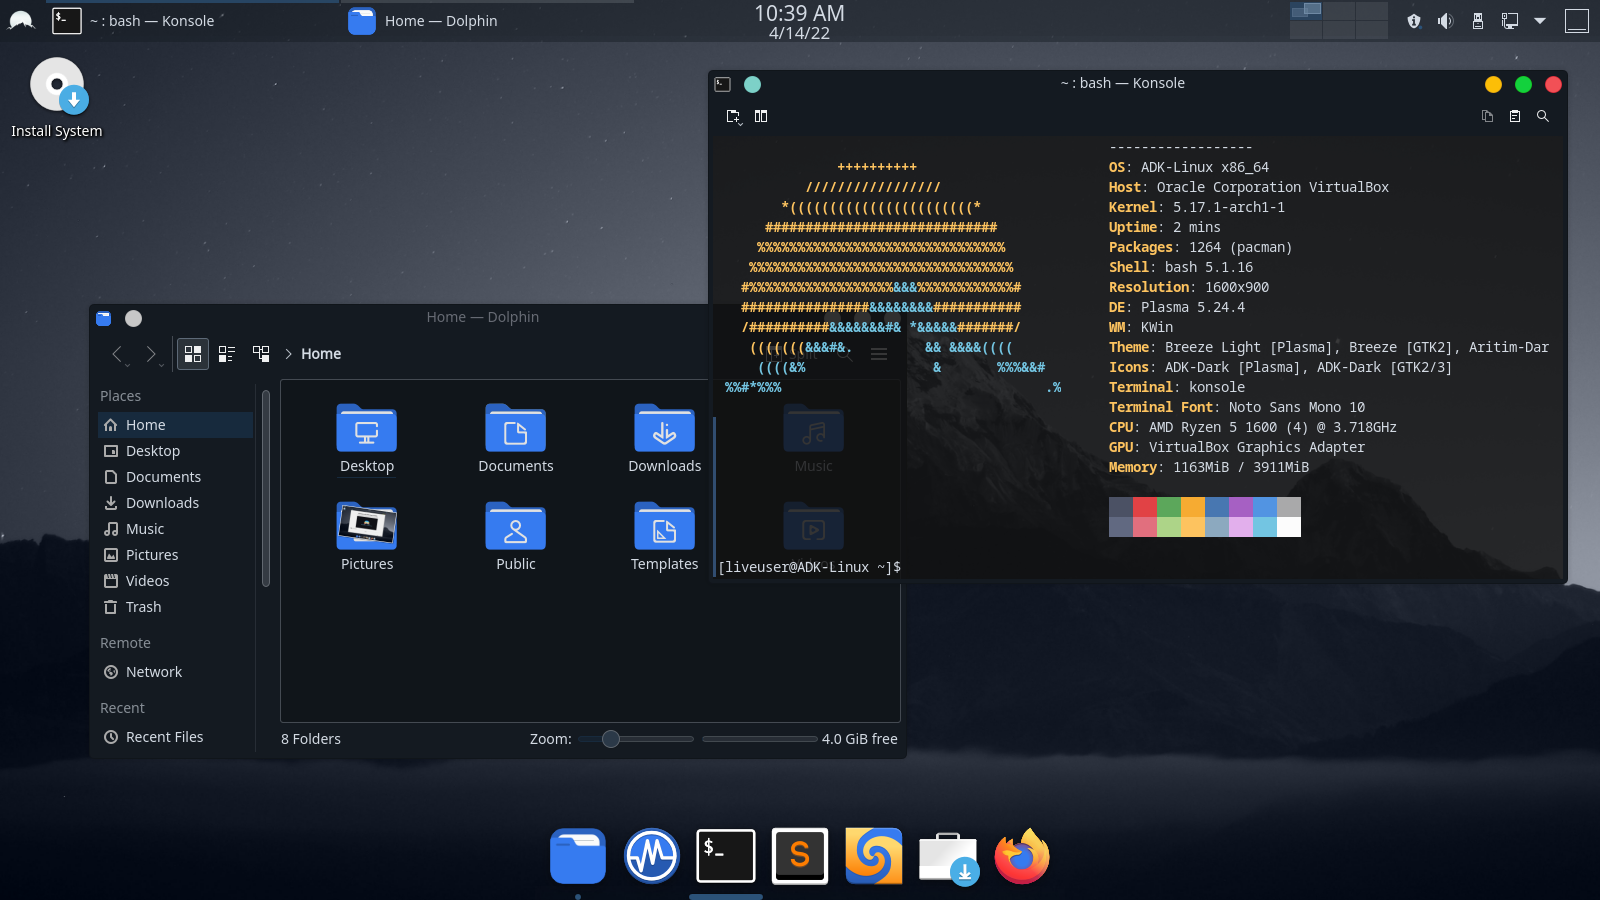 ~ : bash — Konsole
Home — Dolphin
10:39 AM
4/14/22
Install System
~ : bash — Konsole
------------------
OS: ADK-Linux x86_64
Host: Oracle Corporation VirtualBox
Kernel: 5.17.1-arch1-1
Uptime: 2 mins
Packages: 1264 (pacman)
Shell: bash 5.1.16
Resolution: 1600x900
DE: Plasma 5.24.4
WM: KWin
Theme: Breeze Light [Plasma], Breeze [GTK2], Aritim-Dar
Icons: ADK-Dark [Plasma], ADK-Dark [GTK2/3]
Terminal: konsole
Terminal Font: Noto Sans Mono 10
CPU: AMD Ryzen 5 1600 (4) @ 3.718GHz
GPU: VirtualBox Graphics Adapter
Memory: 1163MiB / 3911MiB
[liveuser@ADK-Linux ~]$
Home — Dolphin
Home
Places
Home
Desktop
Documents
Downloads
Music
Pictures
Videos
Trash
Remote
Network
Recent
Recent Files
Desktop
Documents
Downloads
Music
Pictures
Public
Templates
8 Folders
Zoom:
4.0 GiB free
$_
S